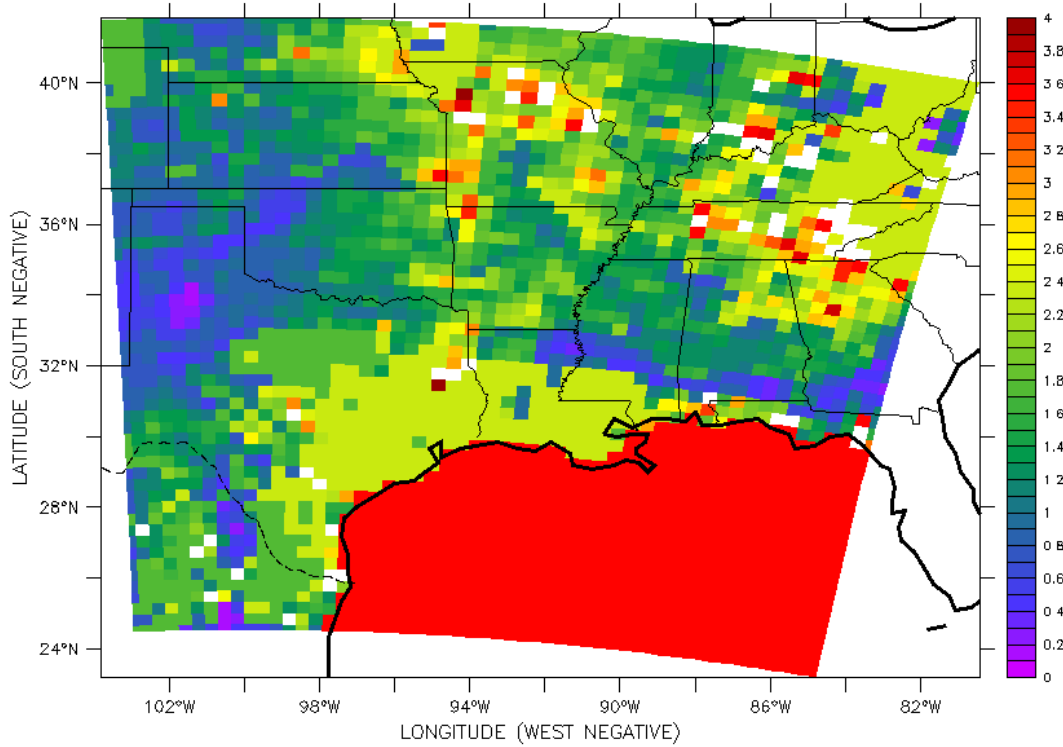 40°N
36°N
32°N
28°N
24°N
LATITUDE (SOUTH NEGATIVE)
102°W 98°W 94°W 90°W 86°W 82°W
LONGITUDE (WEST NEGATIVE)
4
3.8
3.6
3.4
3.2
3
2.8
2.6
2.4
2.2
2
1.8
1.6
1.4
1.2
1
0.8
0.6
0.4
0.2
0